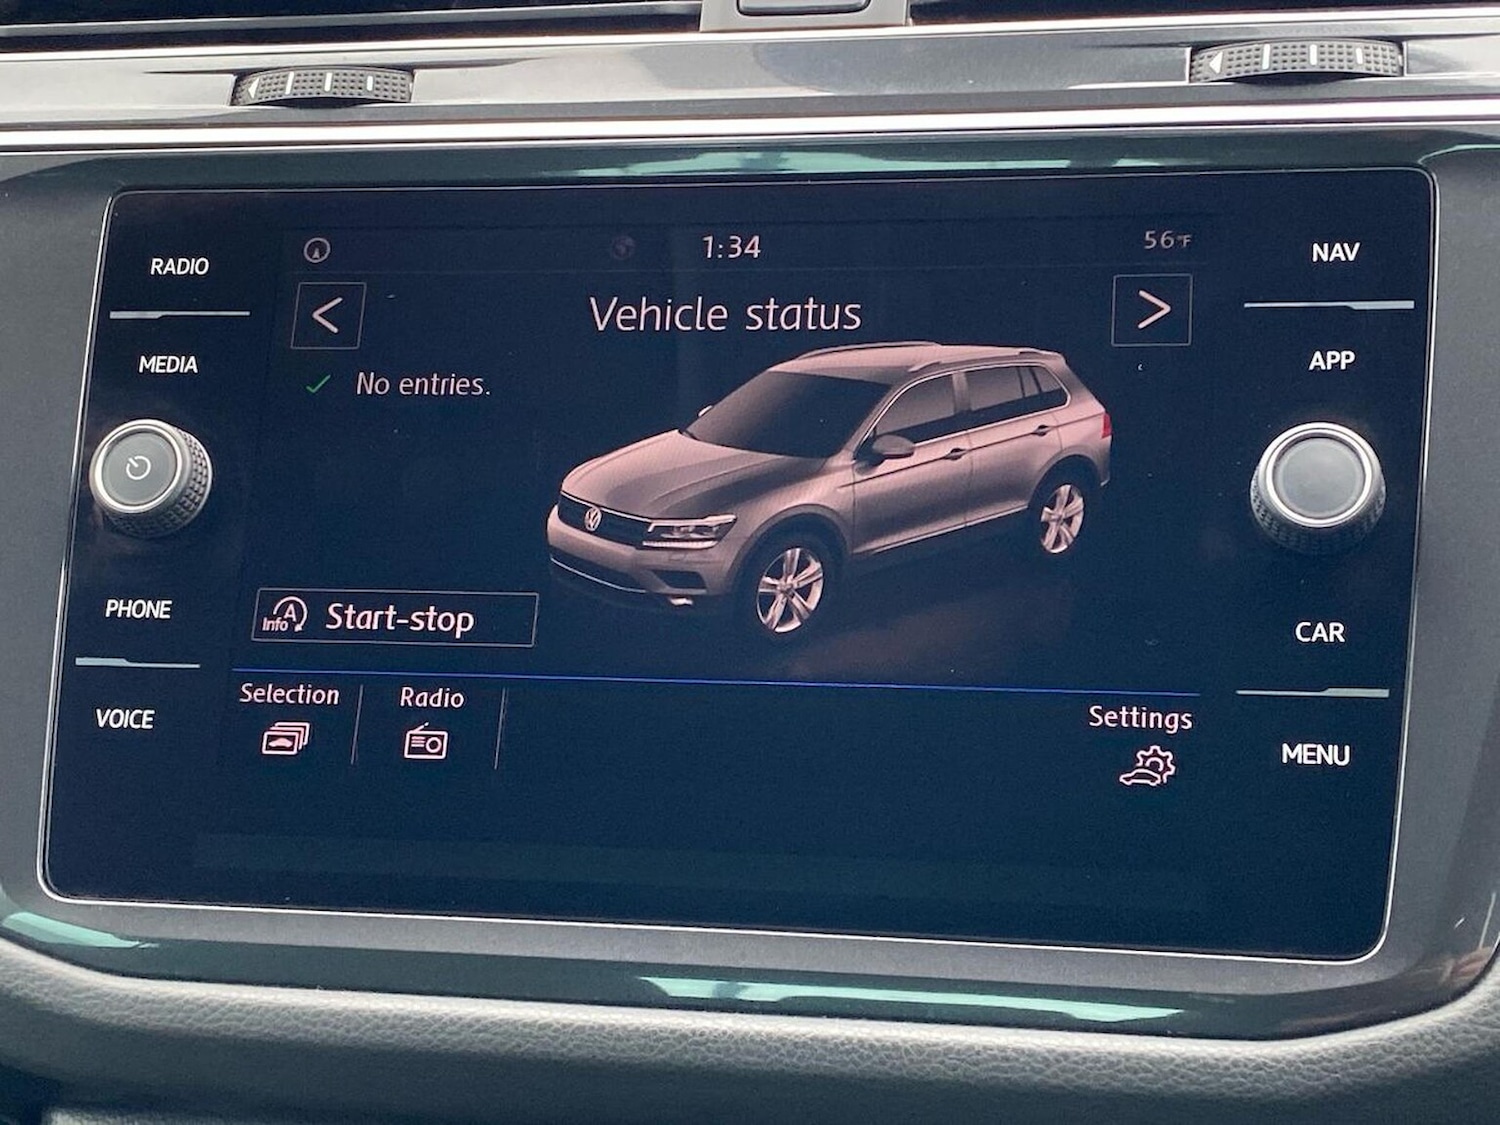 1:34
56°F
RADIO
NAV
Vehicle status
MEDIA
APP
No entries.
PHONE
Info A
Start-stop
CAR
VOICE
Selection
Radio
Settings
MENU